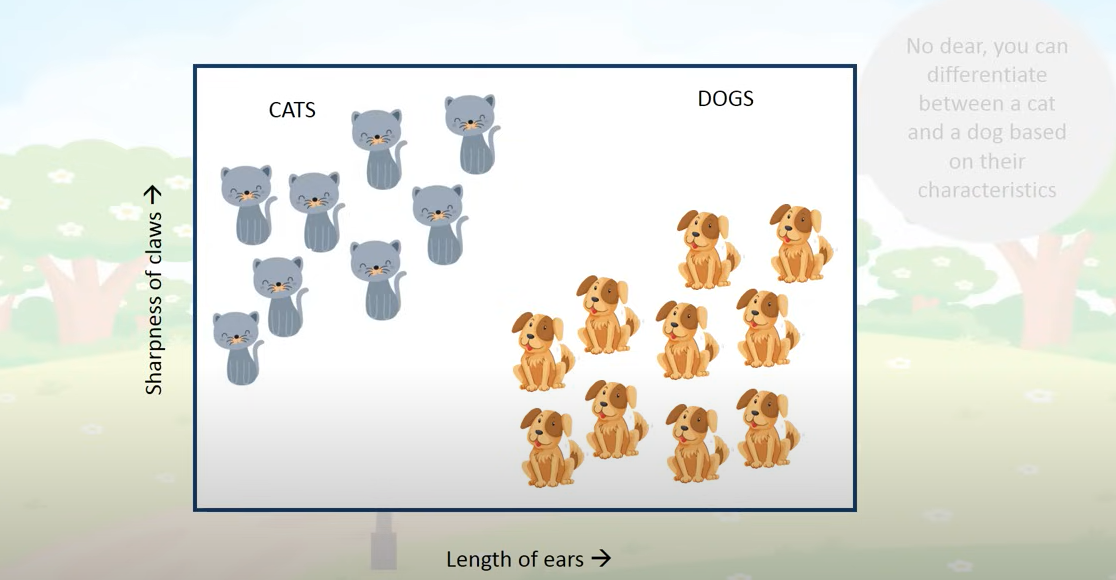 No dear, you can
differentiate
between a cat
and a dog based
on their
characteristics
CATS
DOGS
Sharpness of claws →
Length of ears →